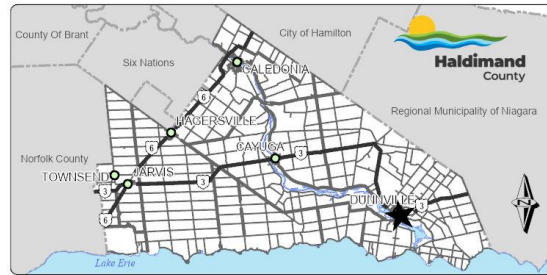 County Of Brant
City of Hamilton
Haldimand
County
Six Nations
CALEDONIA
6
Regional Municipality of Niagara
HAGERSVILLE
6
Norfolk County
CAYUGA
3
TOWNSEND
JARVIS
DUNNVILLE
3
3
3
6
Lake Erie
N